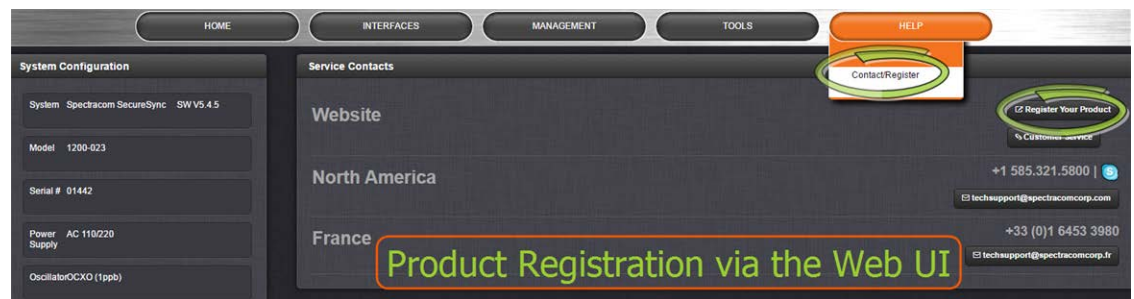 HOME
INTERFACES
MANAGEMENT
TOOLS
HELP
Contact/Register
System Configuration
System Spectracom SecureSync SW V5.4.5
Model 1200-023
Serial # 01442
Power Supply AC 110/220
OscillatorOCXO (1ppb)
Service Contacts
Website
Register Your Product
Customer Service
North America
+1 585.321.5800 |
techsupport@spectracomcorp.com
France
+33 (0)1 6453 3980
techsupport@spectracomcorp.fr
Product Registration via the Web UI